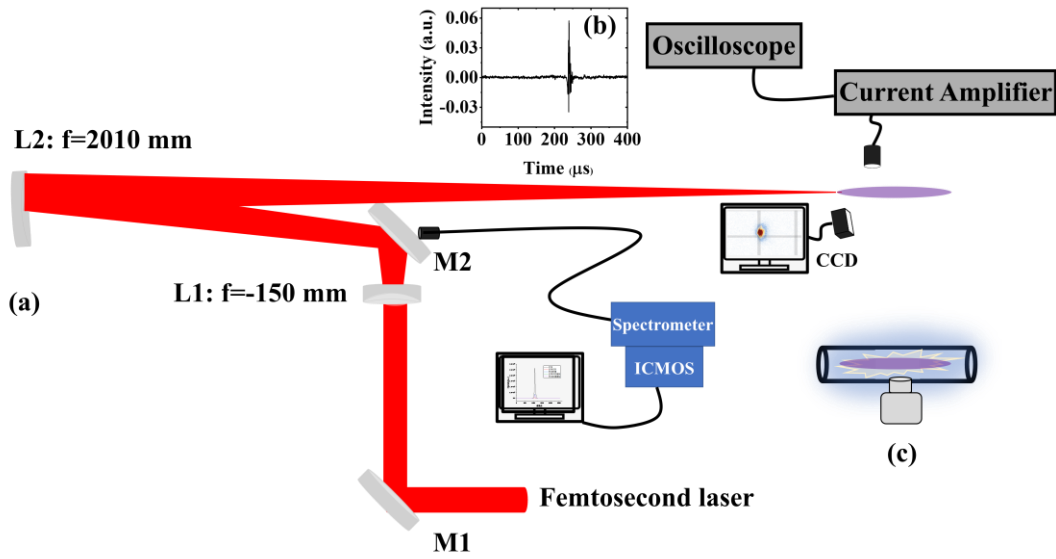 (b)
Intensity (a.u.)
0.06
0.03
0.00
-0.03
0 100 200 300 400
Time (μs)
Oscilloscope
Current Amplifier
L2: f=2010 mm
M2
CCD
(a)
L1: f=-150 mm
Spectrometer
ICMOS
(c)
Femtosecond laser
M1